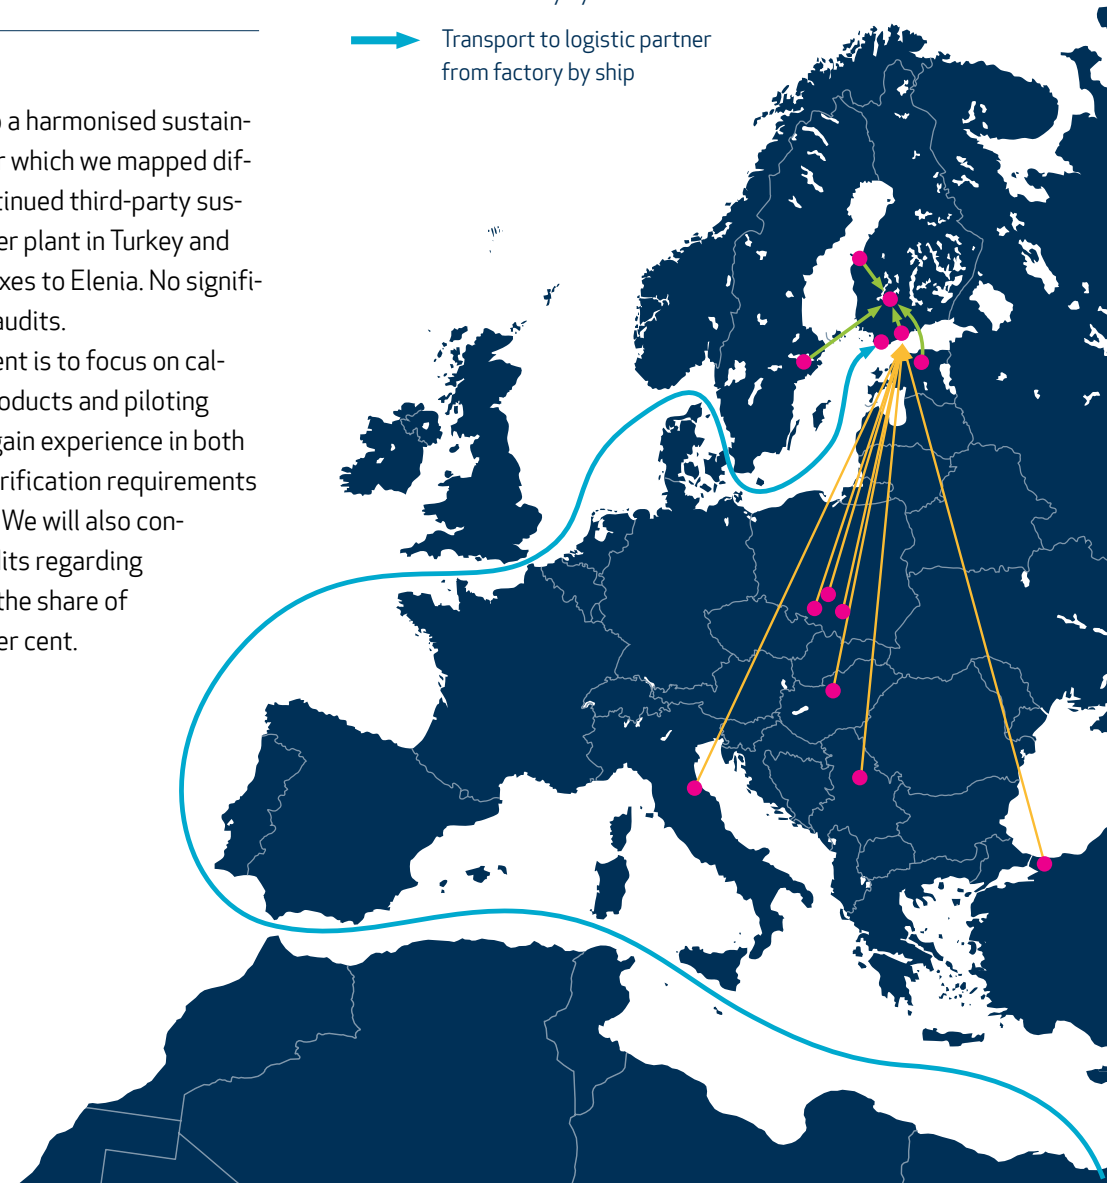 Transport to logistic partner
from factory by ship
a harmonised sustain-
which we mapped dif-
tinued third-party sus-
er plant in Turkey and
xes to Elenia. No signifi-
audits.
ent is to focus on cal-
oducts and piloting
gain experience in both
rification requirements
We will also con-
dits regarding
the share of
er cent.